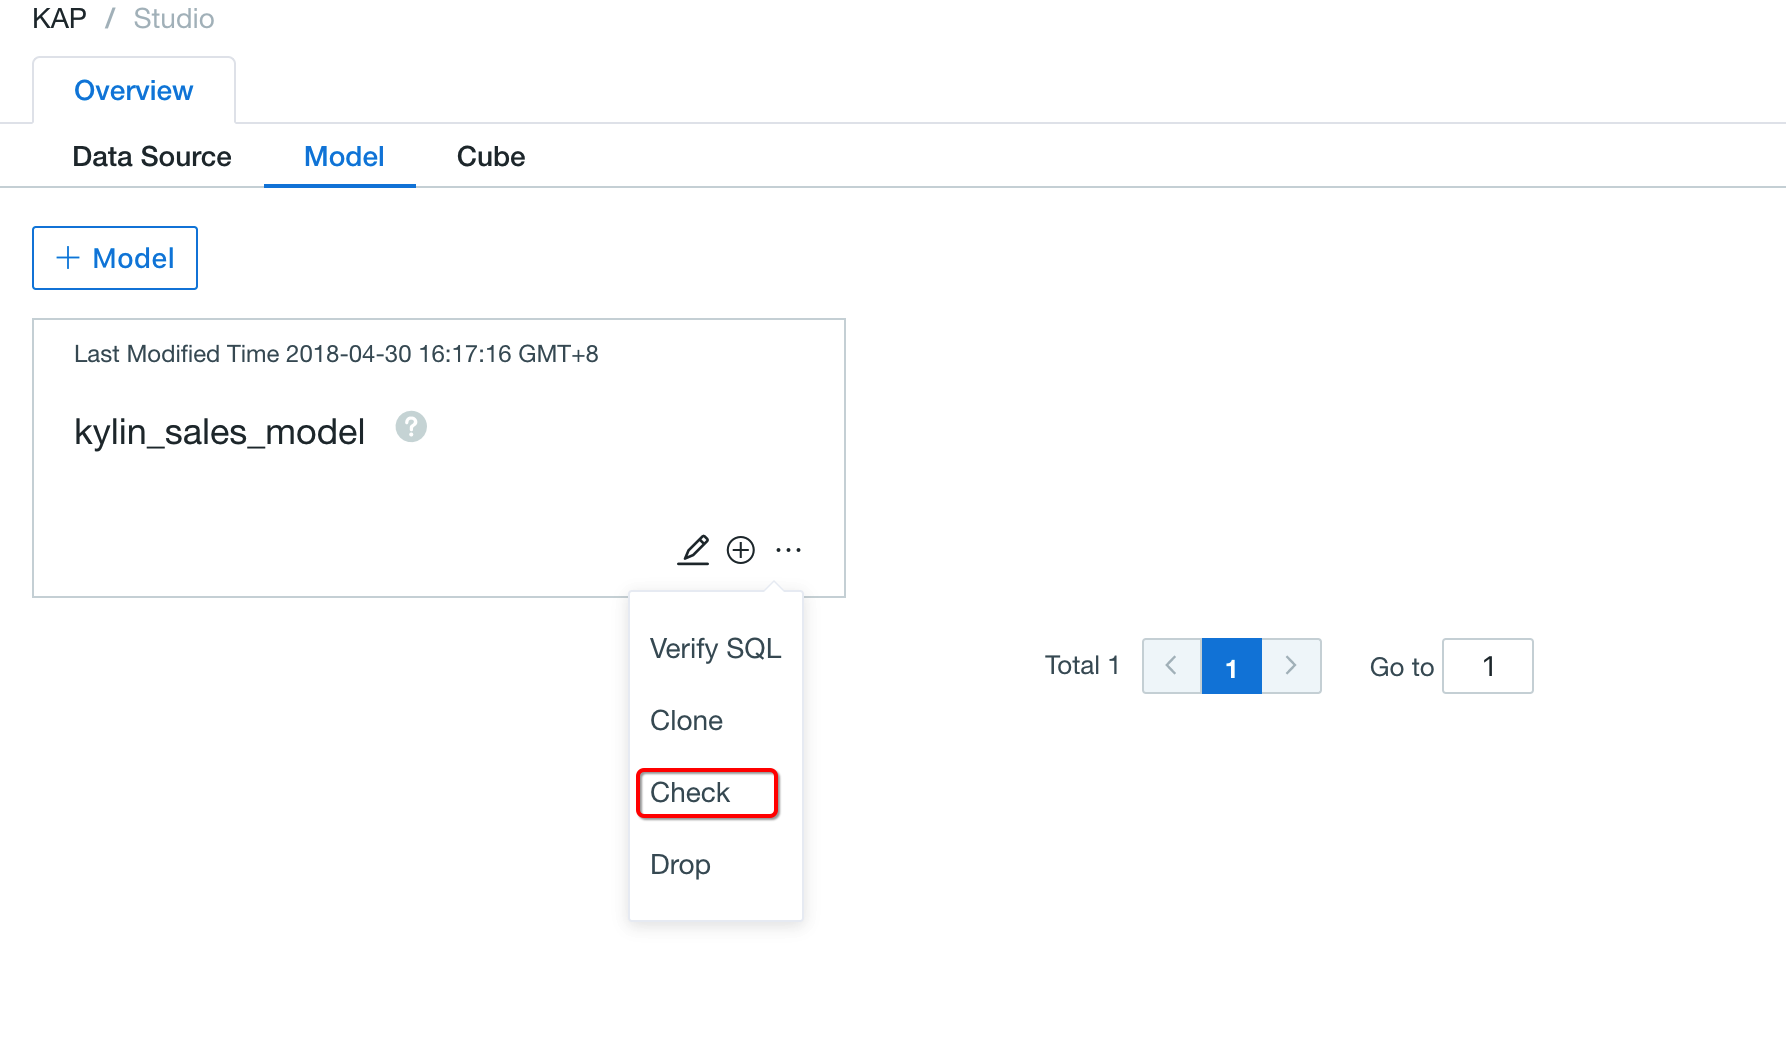 KAP / Studio
Overview
Data Source Model Cube
+ Model
Last Modified Time 2018-04-30 16:17:16 GMT+8
kylin_sales_model ?
...
Verify SQL
Clone
Check
Drop
Total 1 < 1 > Go to 1